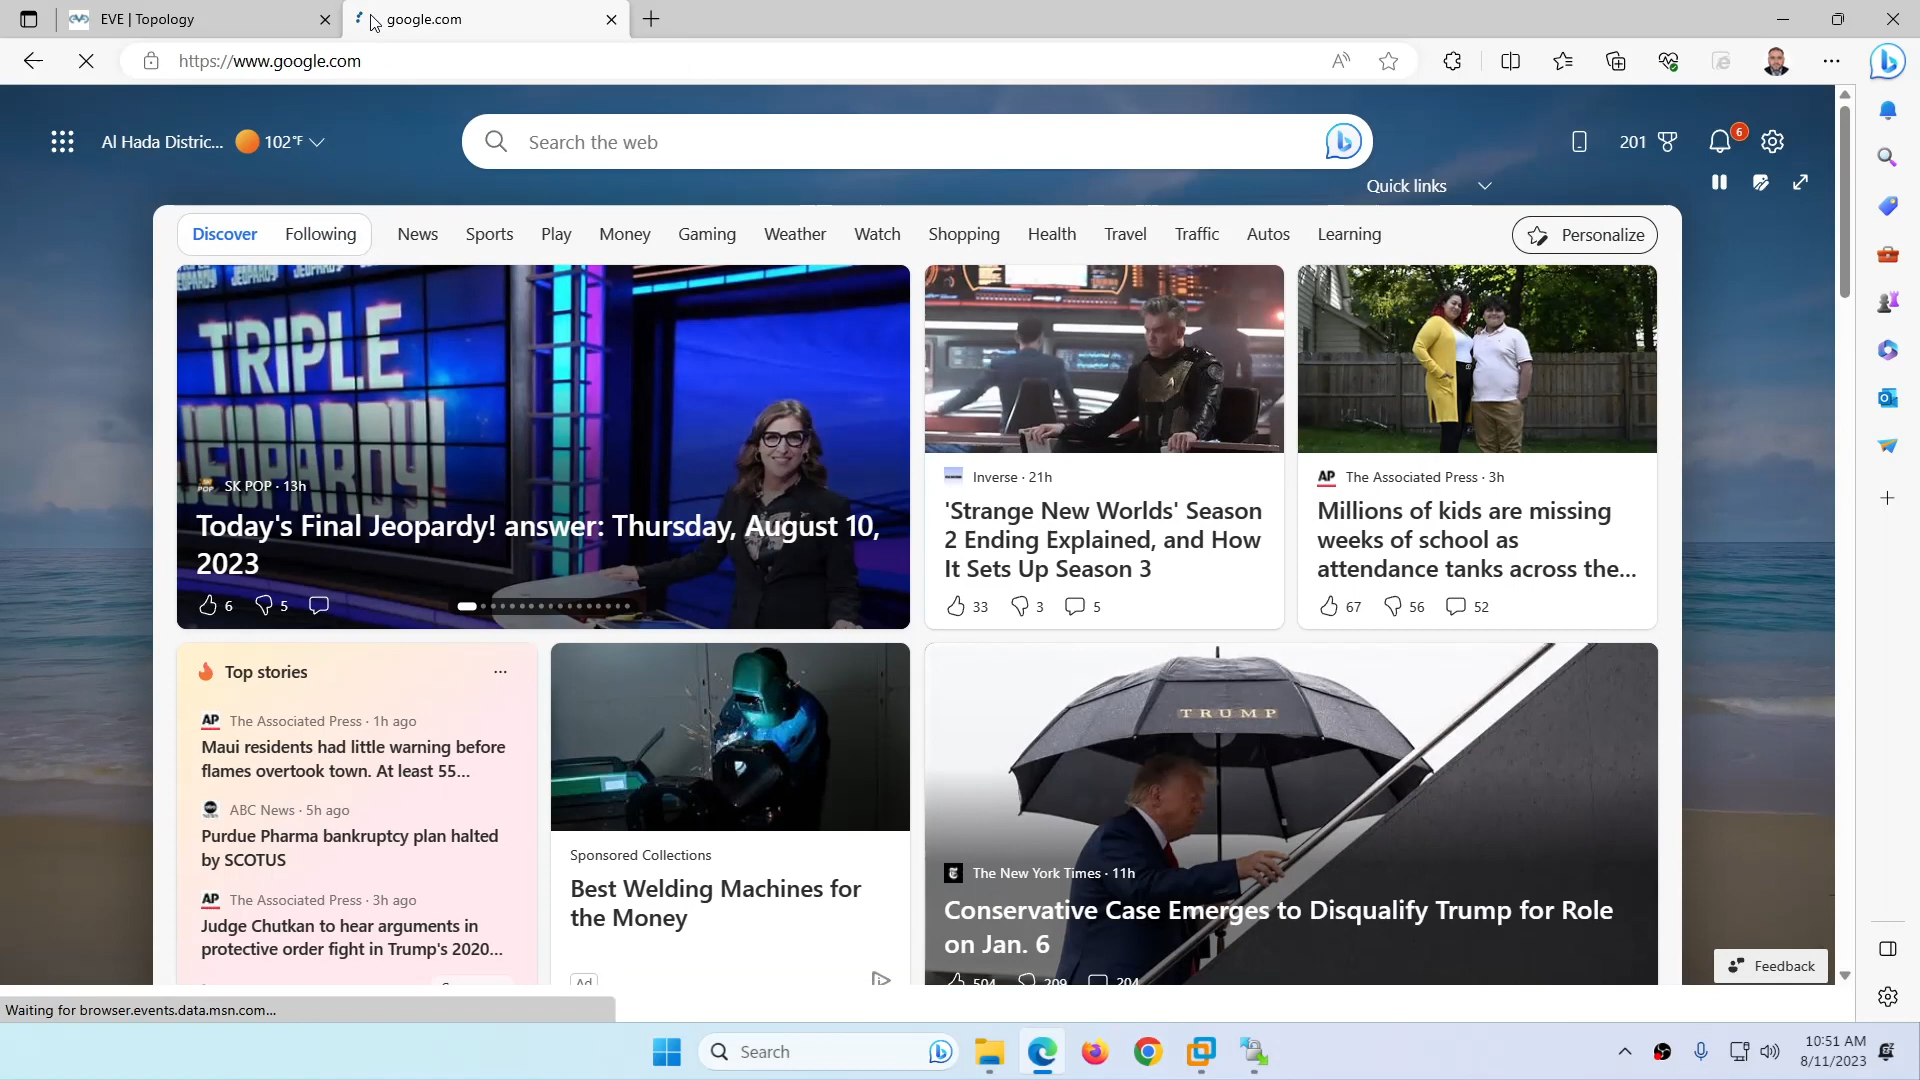 EVE | Topology
google.com
https://www.google.com
Al Hada Distric...
102°F
Search the web
201
6
Quick links
Discover
Following
News
Sports
Play
Money
Gaming
Weather
Watch
Shopping
Health
Travel
Traffic
Autos
Learning
Personalize
TRIPLE
JEOPARDY!
SK POP · 13h
Today's Final Jeopardy! answer: Thursday, August 10,
2023
6
5
Inverse · 21h
'Strange New Worlds' Season
2 Ending Explained, and How
It Sets Up Season 3
33
3
5
AP
The Associated Press · 3h
Millions of kids are missing
weeks of school as
attendance tanks across the...
67
56
52
Top stories
AP
The Associated Press · 1h ago
Maui residents had little warning before
flames overtook town. At least 55...
ABC News · 5h ago
Purdue Pharma bankruptcy plan halted
by SCOTUS
AP
The Associated Press · 3h ago
Judge Chutkan to hear arguments in
protective order fight in Trump's 2020...
Sponsored Collections
Best Welding Machines for
the Money
Ad
TRUMP
The New York Times · 11h
Conservative Case Emerges to Disqualify Trump for Role
on Jan. 6
504
209
204
Feedback
Waiting for browser.events.data.msn.com...
Search
10:51 AM
8/11/2023